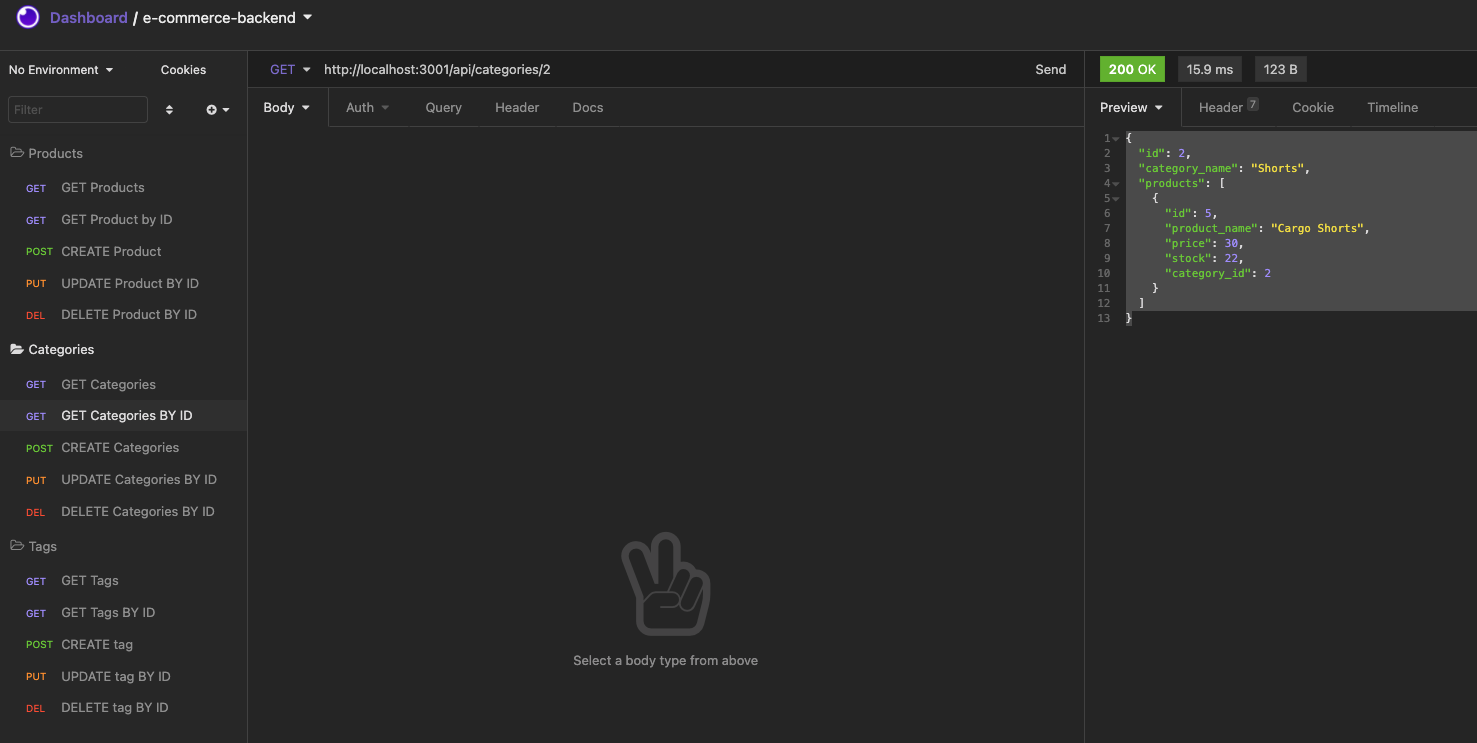 Dashboard / e-commerce-backend
No Environment
Cookies
Filter
Products
GET GET Products
GET GET Product by ID
POST CREATE Product
PUT UPDATE Product BY ID
DEL DELETE Product BY ID
Categories
GET GET Categories
GET GET Categories BY ID
POST CREATE Categories
PUT UPDATE Categories BY ID
DEL DELETE Categories BY ID
Tags
GET GET Tags
GET GET Tags BY ID
POST CREATE tag
PUT UPDATE tag BY ID
DEL DELETE tag BY ID
GET http://localhost:3001/api/categories/2 Send
Body Auth Query Header Docs
Select a body type from above
200 OK 15.9 ms 123 B
Preview Header 7 Cookie Timeline
1 {
2 "id": 2,
3 "category_name": "Shorts",
4 "products": [
5 {
6 "id": 5,
7 "product_name": "Cargo Shorts",
8 "price": 30,
9 "stock": 22,
10 "category_id": 2
11 }
12 ]
13 }